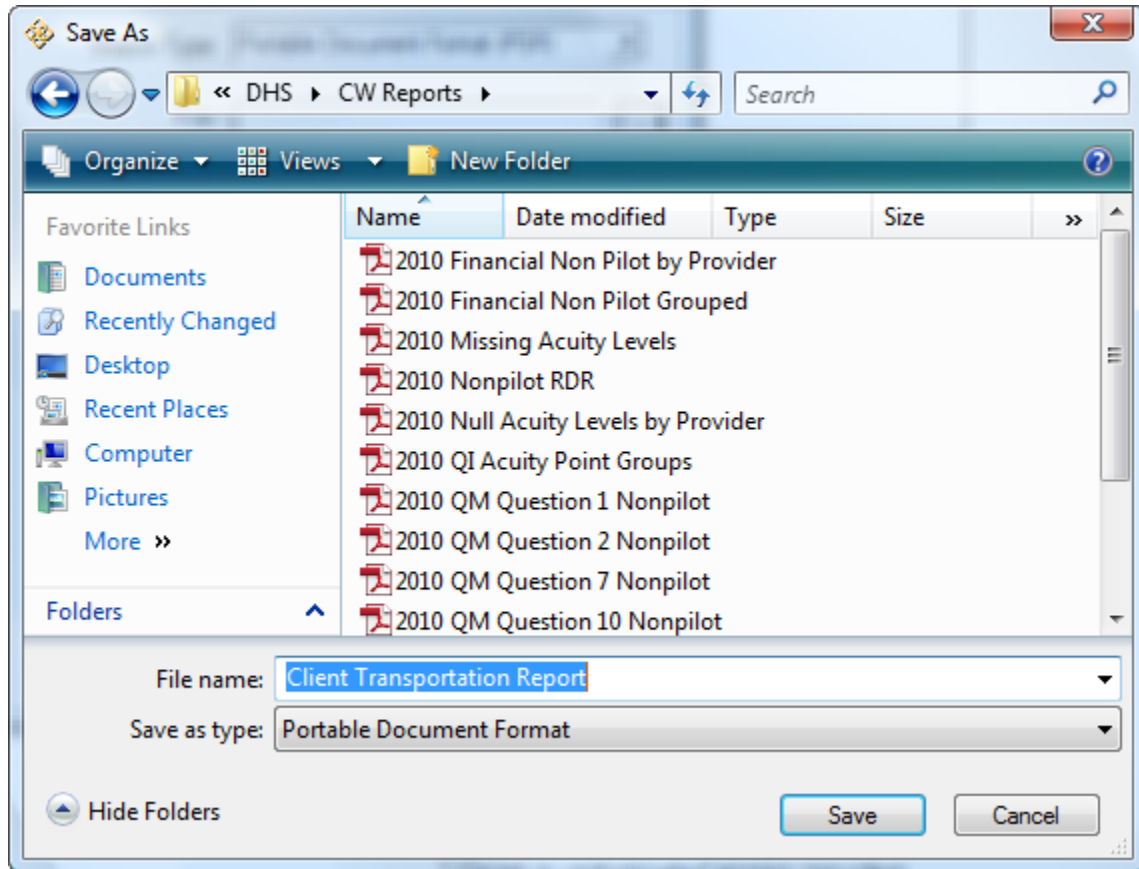 Save As
« DHS ▸ CW Reports ▸
Search
Organize
Views
New Folder
Favorite Links
Documents
Recently Changed
Desktop
Recent Places
Computer
Pictures
More »
Folders
Name Date modified Type Size »
2010 Financial Non Pilot by Provider
2010 Financial Non Pilot Grouped
2010 Missing Acuity Levels
2010 Nonpilot RDR
2010 Null Acuity Levels by Provider
2010 QI Acuity Point Groups
2010 QM Question 1 Nonpilot
2010 QM Question 2 Nonpilot
2010 QM Question 7 Nonpilot
2010 QM Question 10 Nonpilot
File name: Client Transportation Report
Save as type: Portable Document Format
Hide Folders
Save
Cancel